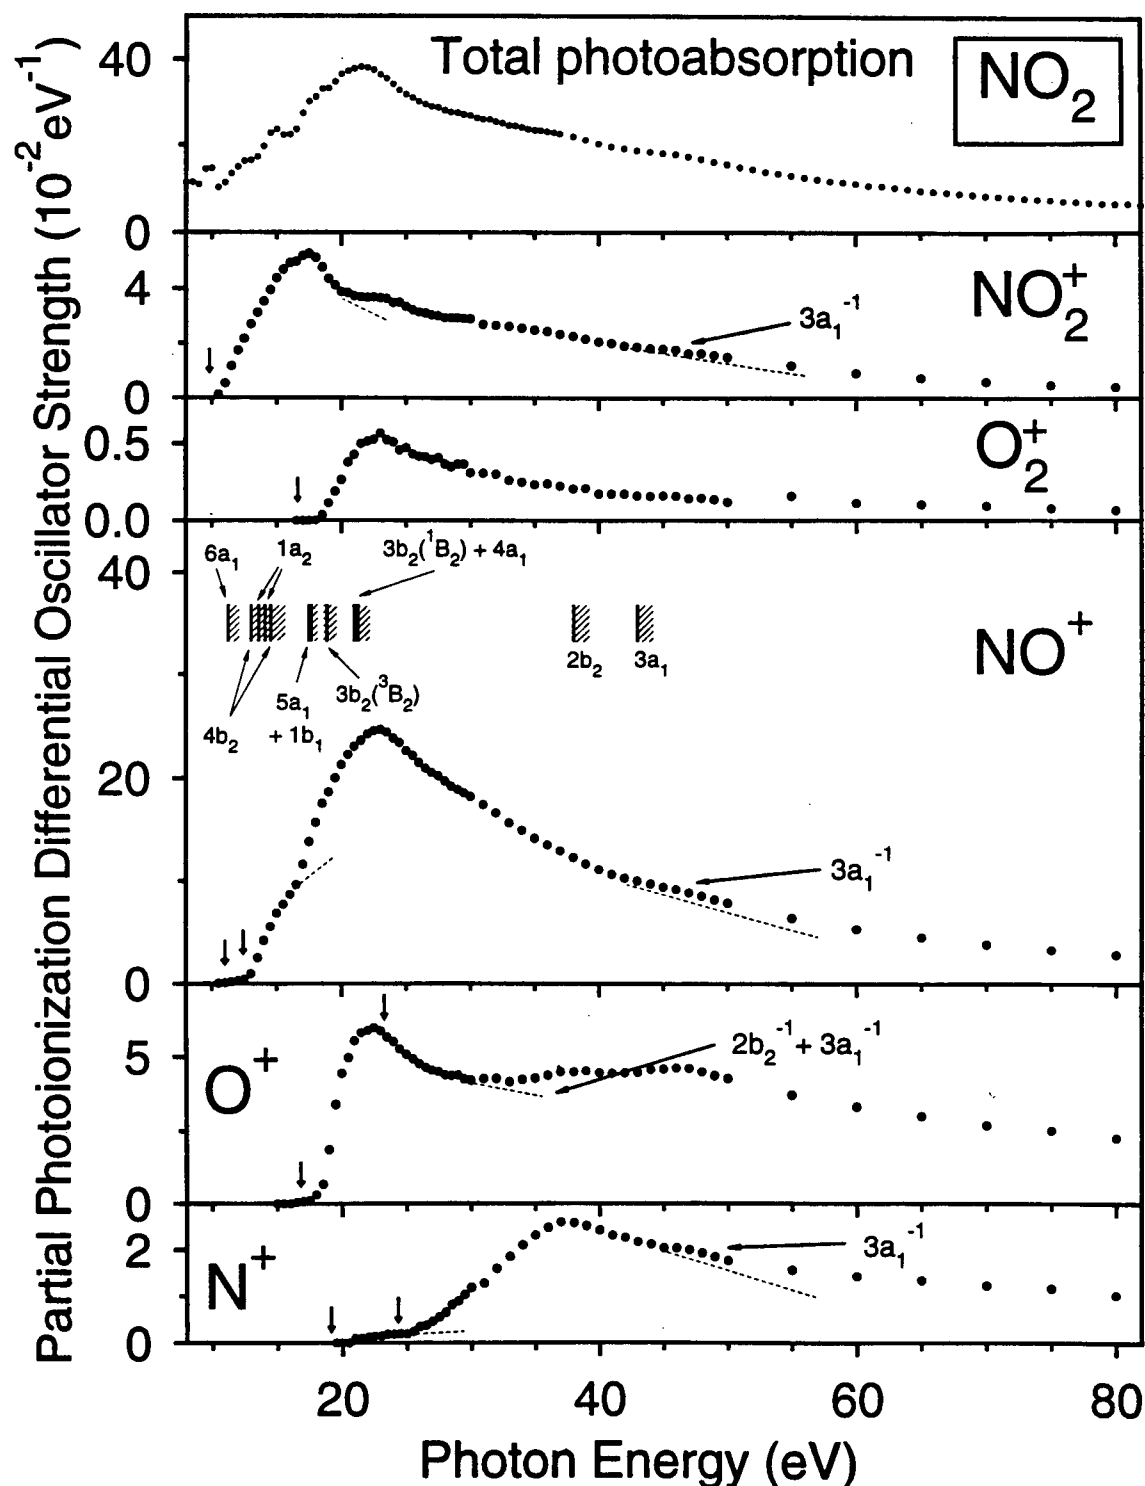 Partial Photoionization Differential Oscillator Strength (10⁻² eV⁻¹)
Total photoabsorption
NO₂
40
0
NO₂⁺
3a₁⁻¹
4
0
O₂⁺
0.5
0.0
NO⁺
6a₁
1a₂
3b₂(¹B₂) + 4a₁
40
2b₂
3a₁
4b₂
5a₁
+ 1b₁
3b₂(³B₂)
20
3a₁⁻¹
0
O⁺
2b₂⁻¹ + 3a₁⁻¹
5
0
N⁺
3a₁⁻¹
2
0
20 40 60 80
Photon Energy (eV)